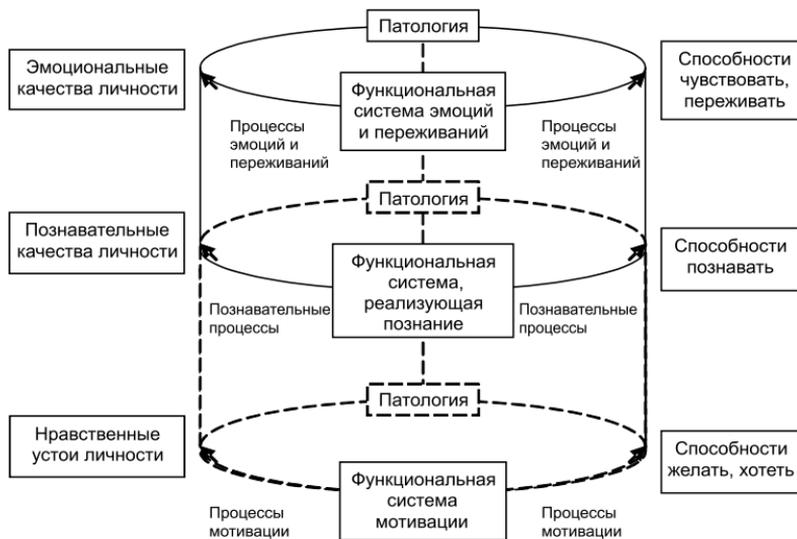 Патология
Эмоциональные
качества личности
Функциональная
система эмоций
и переживаний
Способности
чувствовать,
переживать
Процессы
эмоций и
переживаний
Процессы
эмоций и
переживаний
Патология
Познавательные
качества личности
Функциональная
система,
реализующая
познание
Способности
познавать
Познавательные
процессы
Познавательные
процессы
Патология
Нравственные
устои личности
Функциональная
система
мотивации
Способности
желать, хотеть
Процессы
мотивации
Процессы
мотивации